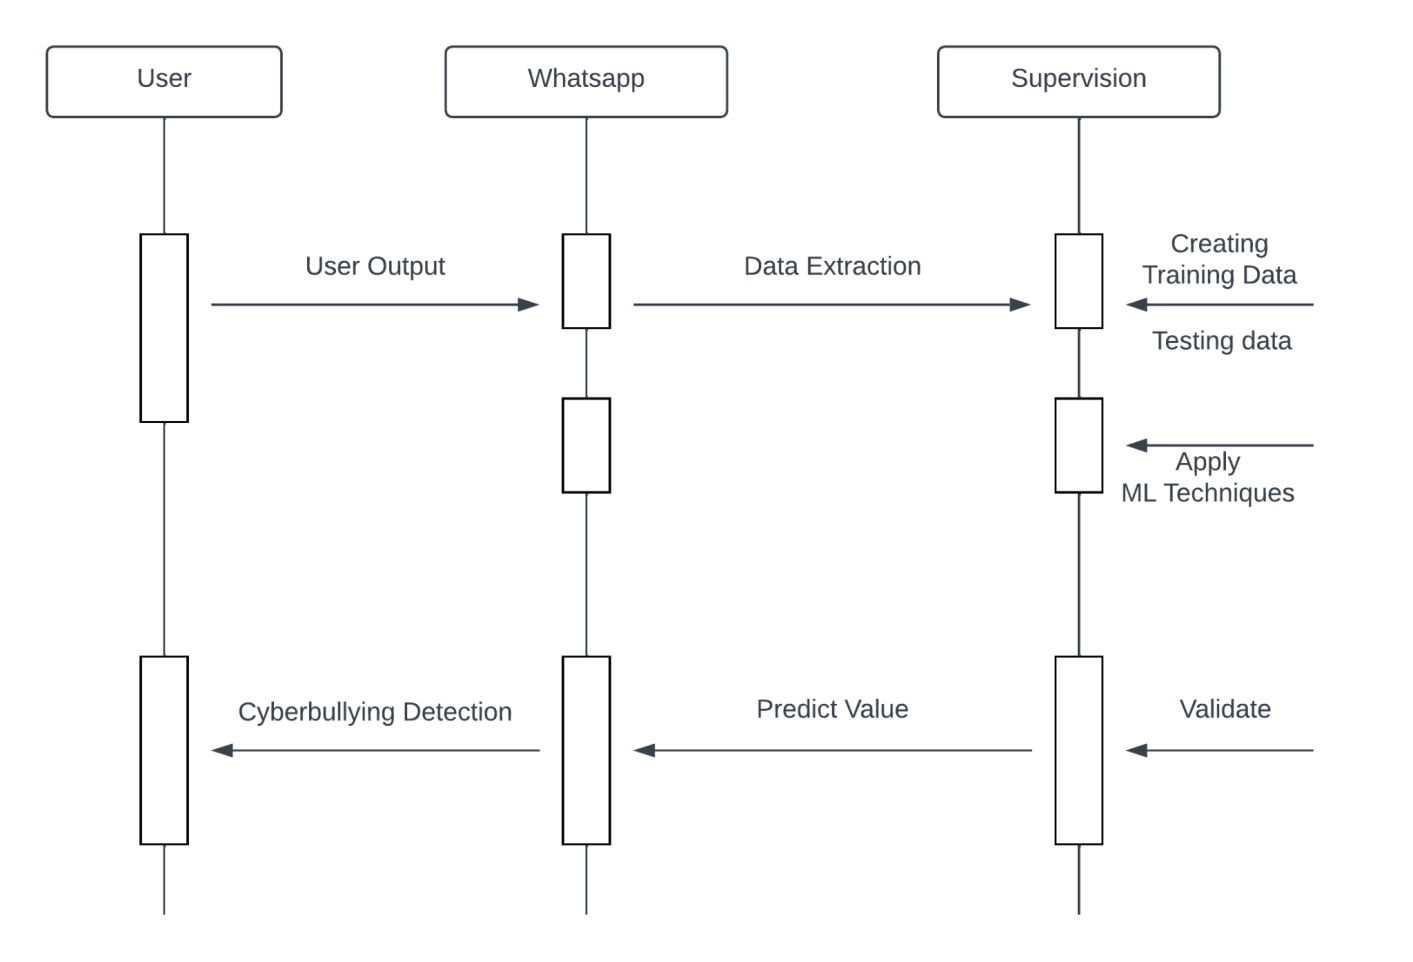 User
Whatsapp
Supervision
User Output
Data Extraction
Creating
Training Data
Testing data
Apply
ML Techniques
Cyberbullying Detection
Predict Value
Validate